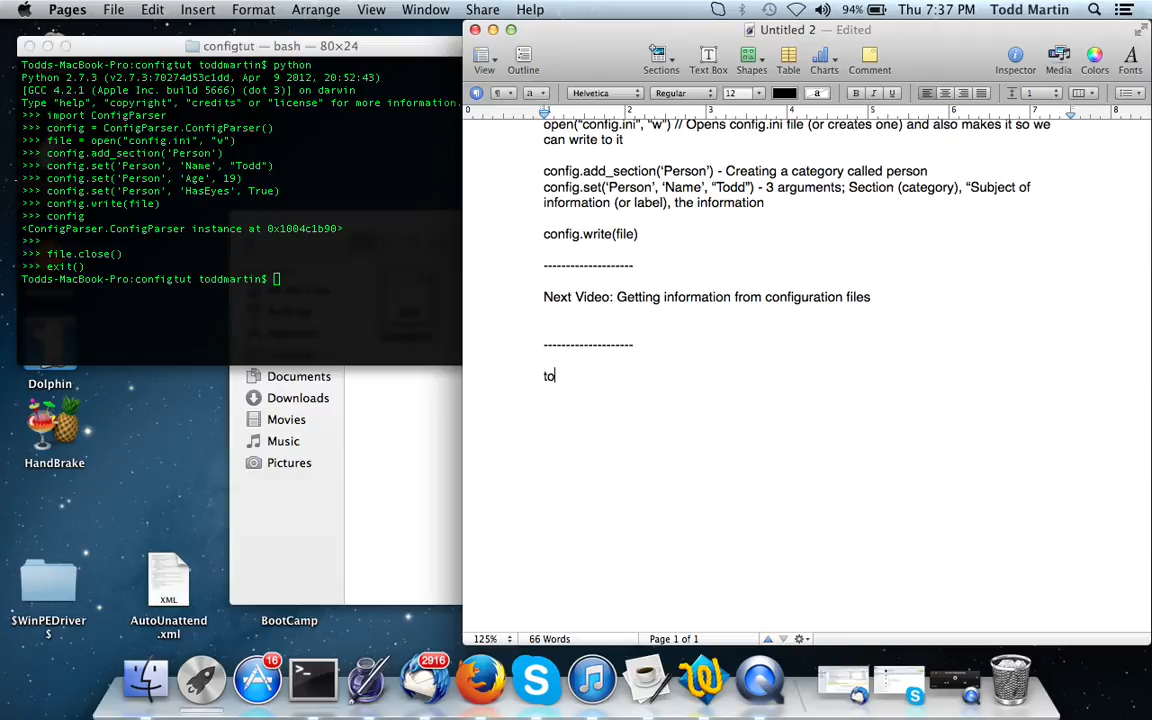 Pages File Edit Insert Format Arrange View Window Share Help 94% Thu 7:37 PM Todd Martin
configtut — bash — 80×24
Todds-MacBook-Pro:configtut toddmartin$ python
Python 2.7.3 (v2.7.3:70274d53c1dd, Apr 9 2012, 20:52:43)
[GCC 4.2.1 (Apple Inc. build 5666) (dot 3)] on darwin
Type "help", "copyright", "credits" or "license" for more information.
>>> import ConfigParser
>>> config = ConfigParser.ConfigParser()
>>> file = open("config.ini", "w")
>>> config.add_section('Person')
>>> config.set('Person', 'Name', "Todd")
>>> config.set('Person', 'Age', 19)
>>> config.set('Person', 'HasEyes', True)
>>> config.write(file)
>>> config
<ConfigParser.ConfigParser instance at 0x1004c1b90>
>>>
>>> file.close()
>>> exit()
Todds-MacBook-Pro:configtut toddmartin$
Dolphin
HandBrake
Documents
Downloads
Movies
Music
Pictures
$WinPEDriver
$
AutoUnattend
.xml
XML
BootCamp
Untitled 2 — Edited
View Outline Sections Text Box Shapes Table Charts Comment Inspector Media Colors Fonts
¶ a Helvetica Regular 12 B I U a 1
0 1 2 3 4 5 6 7 8
open("config.ini", "w") // Opens config.ini file (or creates one) and also makes it so we
can write to it
config.add_section('Person') - Creating a category called person
config.set('Person', 'Name', "Todd") - 3 arguments; Section (category), "Subject of
information (or label), the information
config.write(file)
--------------------
Next Video: Getting information from configuration files
--------------------
to
125% 66 Words Page 1 of 1
16
2916